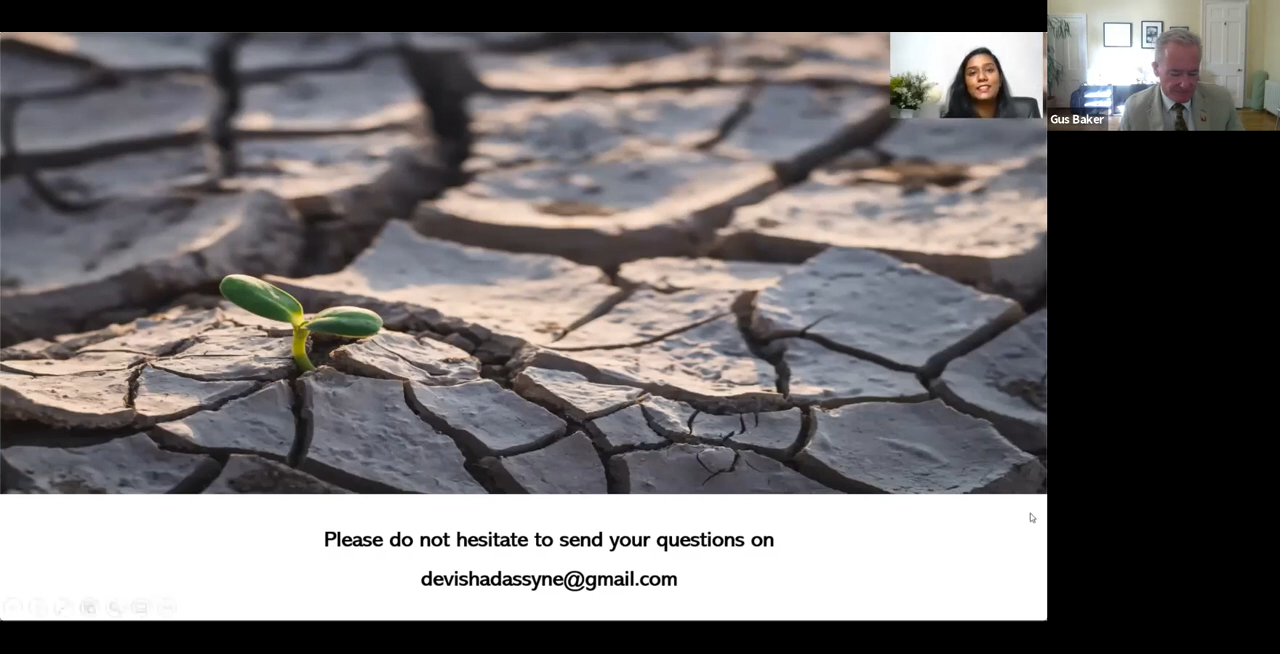 Gus Baker
Please do not hesitate to send your questions on
devishadassyne@gmail.com